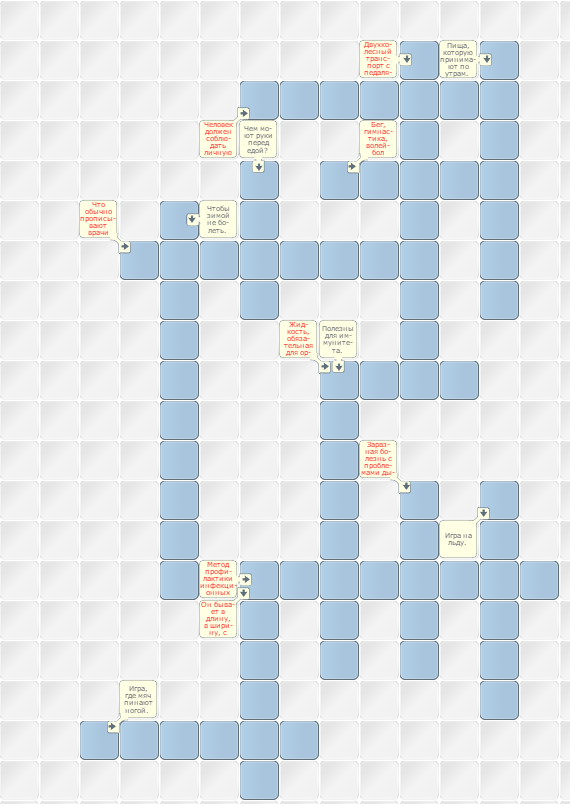 Двухко-
лесный
транс-
порт с
педаля-
Пища,
которую
принима-
ют по
утрам.
Человек
должен
соблю-
дать
личную
Чем мо-
ют руки
перед
едой?
Бег,
гимнас-
тика,
волей-
бол
Что
обычно
прописы-
вают
врачи
Чтобы
зимой
не бо-
леть.
Жид-
кость,
обяза-
тельная
для ор-
Полезны
для им-
муните-
та.
Зараз-
ная бо-
лезнь с
пробле-
мами ды-
Игра на
льду.
Метод
профи-
лактики
инфекци-
онных
Он быва-
ет в
длину,
в шири-
ну, с
Игра,
где мяч
пинают
ногой.